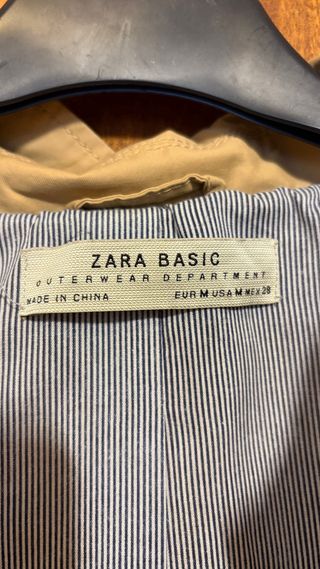 ZARA BASIC
OUTERWEAR DEPARTMENT
MADE IN CHINA EUR M USA M MEX 28